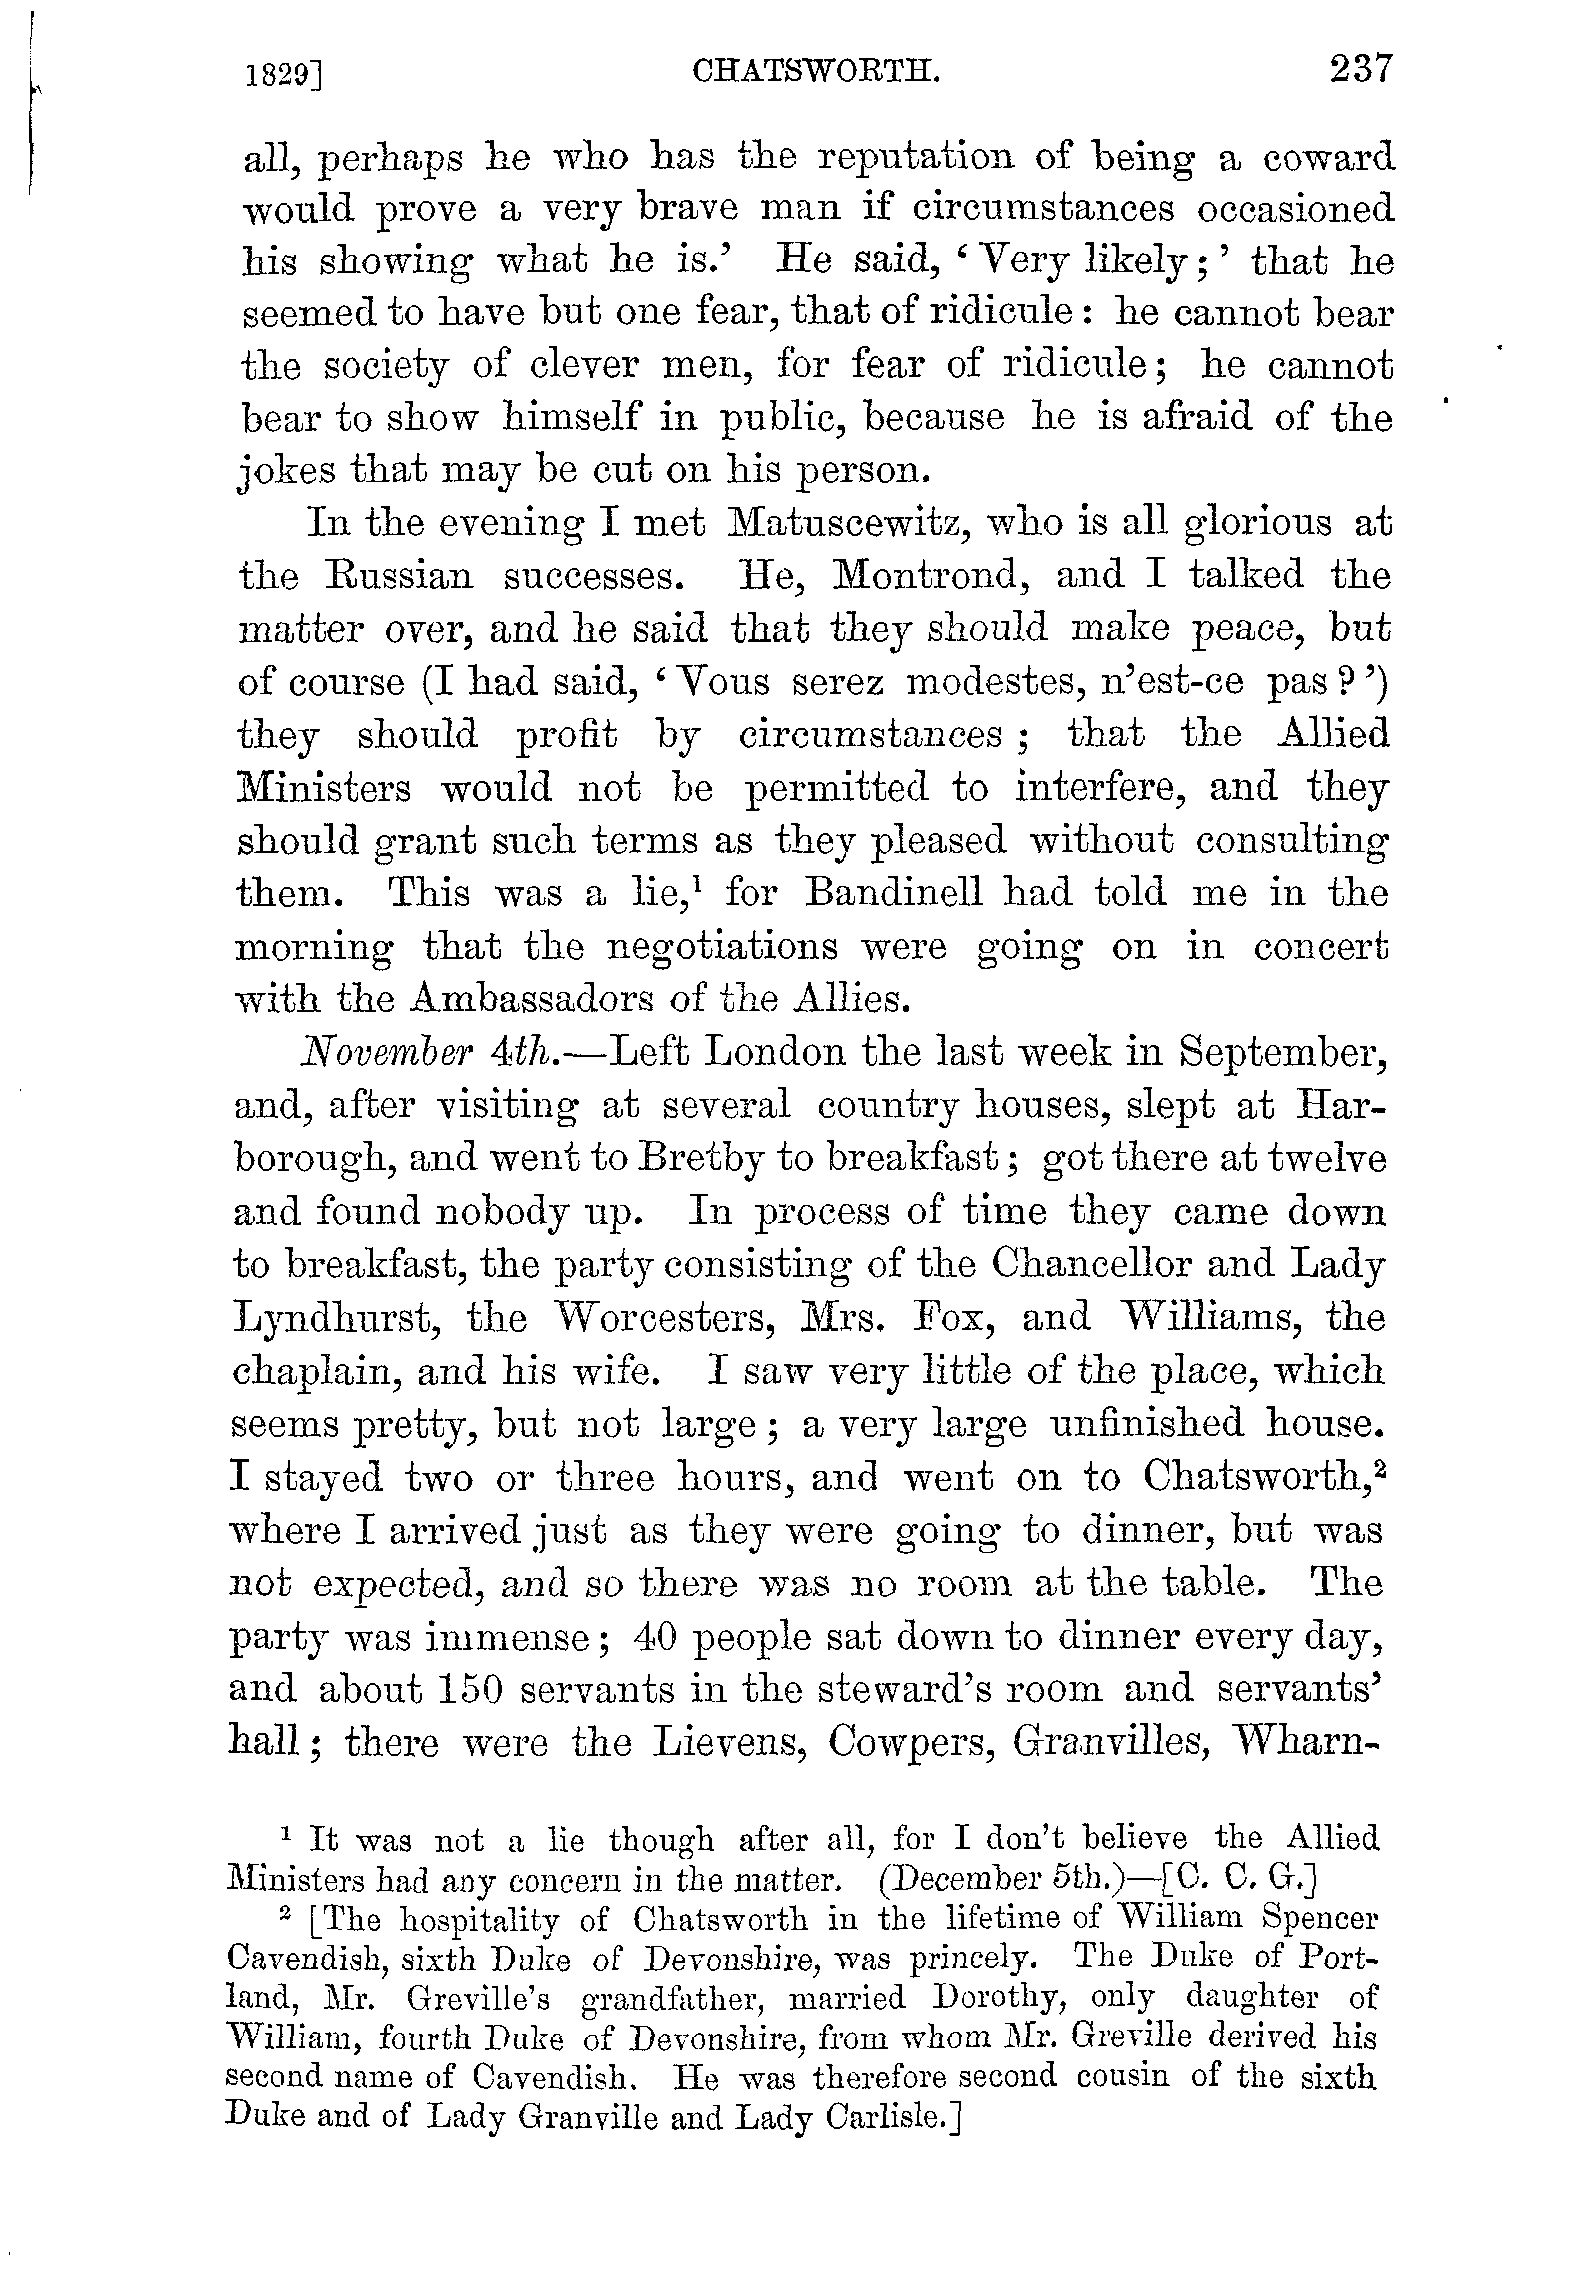 1829] CHATSWORTH. 237
all, perhaps he who has the reputation of being a coward
would prove a very brave man if circumstances occasioned
his showing what he is.’ He said, ‘Very likely;’ that he
seemed to have but one fear, that of ridicule: he cannot bear
the society of clever men, for fear of ridicule; he cannot
bear to show himself in public, because he is afraid of the
jokes that may be cut on his person.
In the evening I met Matuscewitz, who is all glorious at
the Russian successes. He, Montrond, and I talked the
matter over, and he said that they should make peace, but
of course (I had said, ‘Vous serez modestes, n’est-ce pas?’)
they should profit by circumstances; that the Allied
Ministers would not be permitted to interfere, and they
should grant such terms as they pleased without consulting
them. This was a lie,¹ for Bandinell had told me in the
morning that the negotiations were going on in concert
with the Ambassadors of the Allies.
November 4th.—Left London the last week in September,
and, after visiting at several country houses, slept at Har-
borough, and went to Bretby to breakfast; got there at twelve
and found nobody up. In process of time they came down
to breakfast, the party consisting of the Chancellor and Lady
Lyndhurst, the Worcesters, Mrs. Fox, and Williams, the
chaplain, and his wife. I saw very little of the place, which
seems pretty, but not large; a very large unfinished house.
I stayed two or three hours, and went on to Chatsworth,²
where I arrived just as they were going to dinner, but was
not expected, and so there was no room at the table. The
party was immense; 40 people sat down to dinner every day,
and about 150 servants in the steward’s room and servants’
hall; there were the Lievens, Cowpers, Granvilles, Wharn-
¹ It was not a lie though after all, for I don’t believe the Allied
Ministers had any concern in the matter. (December 5th.)—[C. C. G.]
² [The hospitality of Chatsworth in the lifetime of William Spencer
Cavendish, sixth Duke of Devonshire, was princely. The Duke of Port-
land, Mr. Greville’s grandfather, married Dorothy, only daughter of
William, fourth Duke of Devonshire, from whom Mr. Greville derived his
second name of Cavendish. He was therefore second cousin of the sixth
Duke and of Lady Granville and Lady Carlisle.]